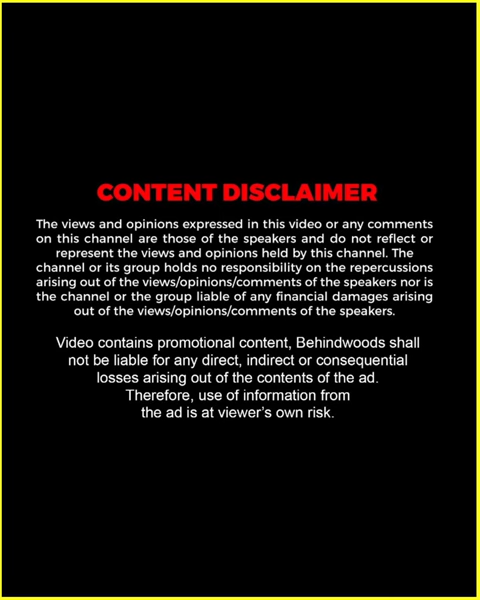 CONTENT DISCLAIMER
The views and opinions expressed in this video or any comments
on this channel are those of the speakers and do not reflect or
represent the views and opinions held by this channel. The
channel or its group holds no responsibility on the repercussions
arising out of the views/opinions/comments of the speakers nor is
the channel or the group liable of any financial damages arising
out of the views/opinions/comments of the speakers.
Video contains promotional content, Behindwoods shall
not be liable for any direct, indirect or consequential
losses arising out of the contents of the ad.
Therefore, use of information from
the ad is at viewer's own risk.